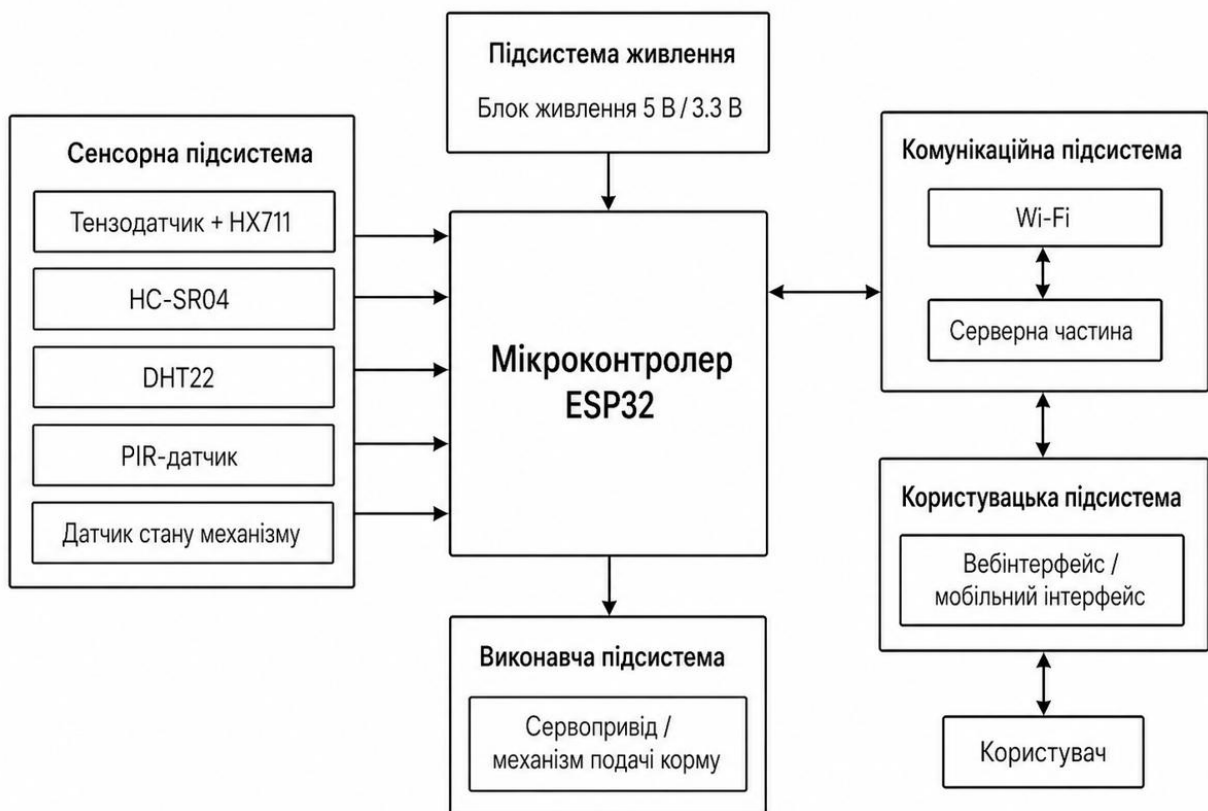 Підсистема живлення
Блок живлення 5 В / 3.3 В
Сенсорна підсистема
Тензодатчик + HX711
HC-SR04
DHT22
PIR-датчик
Датчик стану механізму
Мікроконтролер
ESP32
Виконавча підсистема
Сервопривід /
механізм подачі корму
Комунікаційна підсистема
Wi-Fi
Серверна частина
Користувацька підсистема
Вебінтерфейс /
мобільний інтерфейс
Користувач